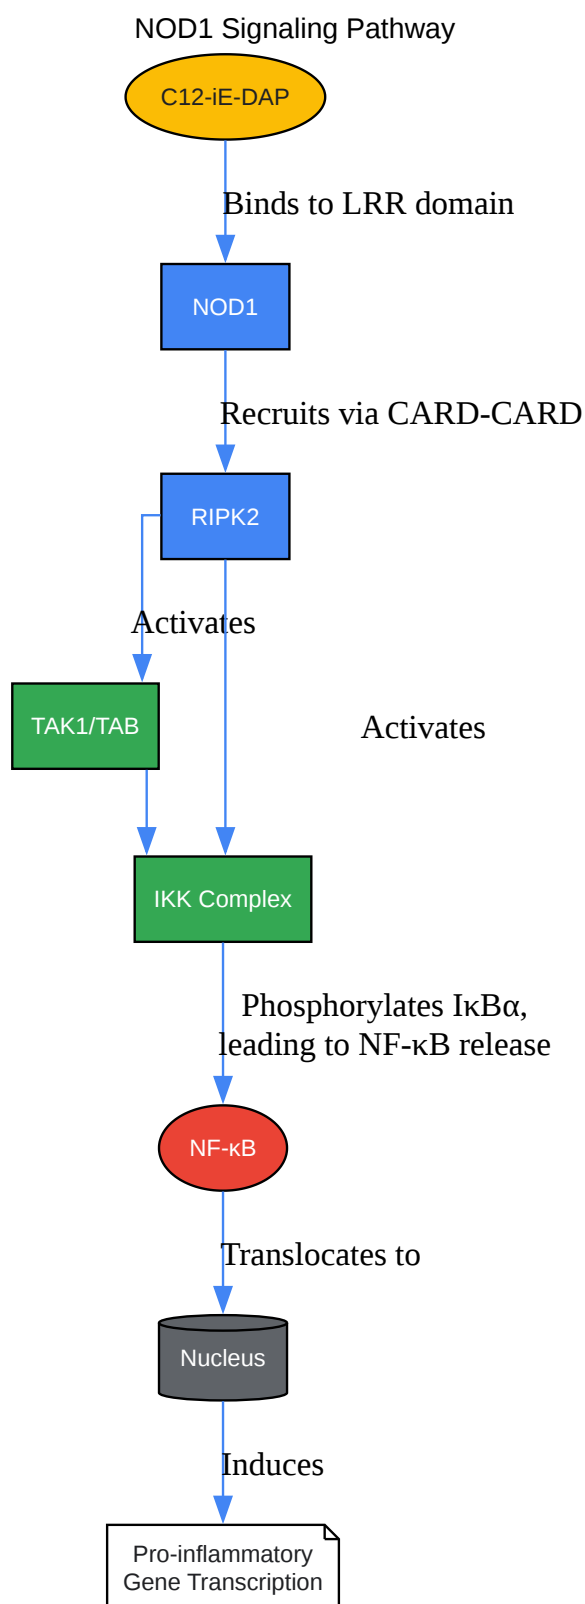 NOD1 Signaling Pathway
C12-iE-DAP
Binds to LRR domain
NOD1
Recruits via CARD-CARD
RIPK2
Activates
TAK1/TAB
Activates
IKK Complex
Phosphorylates IκBα,
leading to NF-κB release
NF-κB
Translocates to
Nucleus
Induces
Pro-inflammatory
Gene Transcription